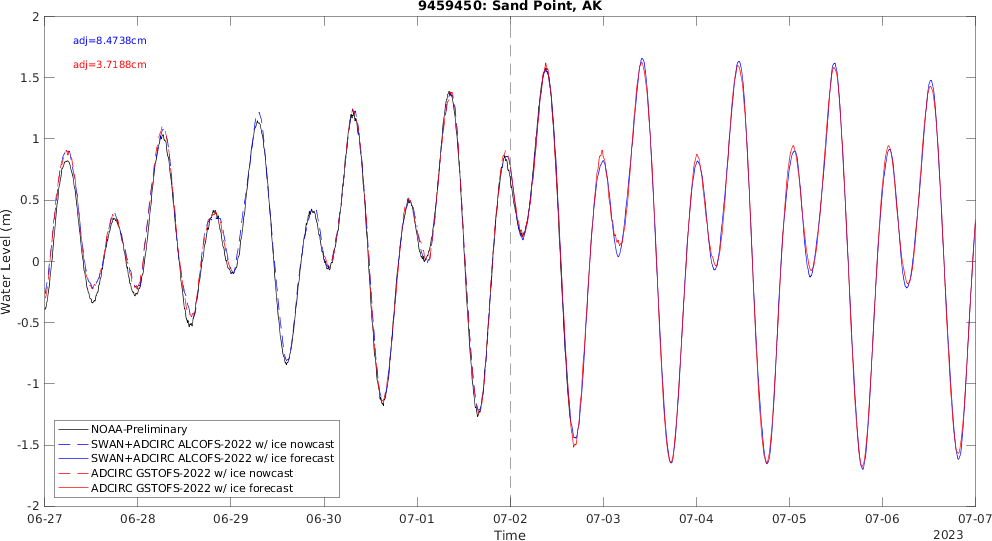 9459450: Sand Point, AK
2
1.5
1
0.5
0
-0.5
-1
-1.5
-2
Water Level (m)
adj=8.4738cm
adj=3.7188cm
NOAA-Preliminary
SWAN+ADCIRC ALCOFS-2022 w/ ice nowcast
SWAN+ADCIRC ALCOFS-2022 w/ ice forecast
ADCIRC GSTOFS-2022 w/ ice nowcast
ADCIRC GSTOFS-2022 w/ ice forecast
06-27 06-28 06-29 06-30 07-01 07-02 07-03 07-04 07-05 07-06 07-07
Time
2023